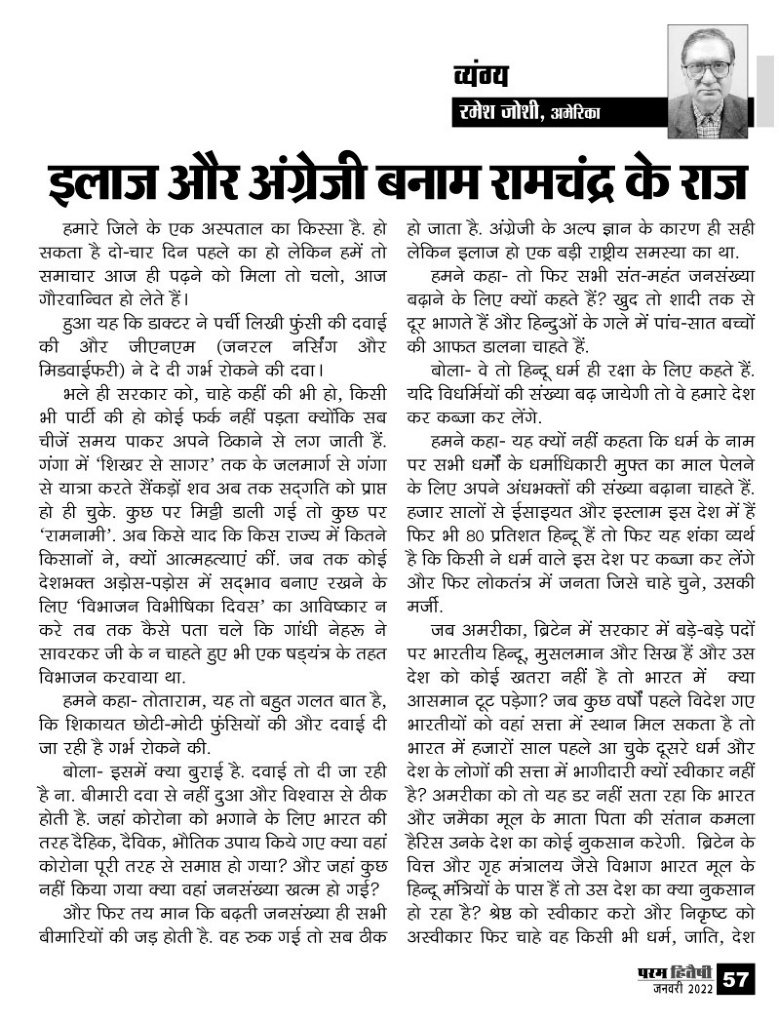 व्यंग्य
रमेश जोशी, अमेरिका
इलाज और अंग्रेजी बनाम रामचंद्र के राज
हमारे जिले के एक अस्पताल का किस्सा है. हो
सकता है दो-चार दिन पहले का हो लेकिन हमें तो
समाचार आज ही पढ़ने को मिला तो चलो, आज
गौरवान्वित हो लेते हैं।
हुआ यह कि डाक्टर ने पर्ची लिखी फुंसी की दवाई
की और जीएनएम (जनरल नर्सिंग और
मिडवाईफरी) ने दे दी गर्भ रोकने की दवा।
भले ही सरकार को, चाहे कहीं की भी हो, किसी
भी पार्टी की हो कोई फर्क नहीं पड़ता क्योंकि सब
चीजें समय पाकर अपने ठिकाने से लग जाती हैं.
गंगा में ‘शिखर से सागर’ तक के जलमार्ग से गंगा
से यात्रा करते सैंकड़ों शव अब तक सद्‌गति को प्राप्त
हो ही चुके. कुछ पर मिट्टी डाली गई तो कुछ पर
‘रामनामी’. अब किसे याद कि किस राज्य में कितने
किसानों ने, क्यों आत्महत्याएं कीं. जब तक कोई
देशभक्त अड़ोस-पड़ोस में सद्‌भाव बनाए रखने के
लिए ‘विभाजन विभीषिका दिवस’ का आविष्कार न
करे तब तक कैसे पता चले कि गांधी नेहरू ने
सावरकर जी के न चाहते हुए भी एक षड्‌यंत्र के तहत
विभाजन करवाया था.
हमने कहा- तोताराम, यह तो बहुत गलत बात है,
कि शिकायत छोटी-मोटी फुंसियों की और दवाई दी
जा रही है गर्भ रोकने की.
बोला- इसमें क्या बुराई है. दवाई तो दी जा रही
है ना. बीमारी दवा से नहीं दुआ और विश्वास से ठीक
होती है. जहां कोरोना को भगाने के लिए भारत की
तरह दैहिक, दैविक, भौतिक उपाय किये गए क्या वहां
कोरोना पूरी तरह से समाप्त हो गया? और जहां कुछ
नहीं किया गया क्या वहां जनसंख्या खत्म हो गई?
और फिर तय मान कि बढ़ती जनसंख्या ही सभी
बीमारियों की जड़ होती है. वह रुक गई तो सब ठीक
हो जाता है. अंग्रेजी के अल्प ज्ञान के कारण ही सही
लेकिन इलाज हो एक बड़ी राष्ट्रीय समस्या का था.
हमने कहा- तो फिर सभी संत-महंत जनसंख्या
बढ़ाने के लिए क्यों कहते हैं? खुद तो शादी तक से
दूर भागते हैं और हिन्दुओं के गले में पांच-सात बच्चों
की आफत डालना चाहते हैं.
बोला- वे तो हिन्दू धर्म ही रक्षा के लिए कहते हैं.
यदि विधर्मियों की संख्या बढ़ जायेगी तो वे हमारे देश
कर कब्जा कर लेंगे.
हमने कहा- यह क्यों नहीं कहता कि धर्म के नाम
पर सभी धर्मों के धर्माधिकारी मुफ्त का माल पेलने
के लिए अपने अंधभक्तों की संख्या बढ़ाना चाहते हैं.
हजार सालों से ईसाइयत और इस्लाम इस देश में हैं
फिर भी 80 प्रतिशत हिन्दू हैं तो फिर यह शंका व्यर्थ
है कि किसी ने धर्म वाले इस देश पर कब्जा कर लेंगे
और फिर लोकतंत्र में जनता जिसे चाहे चुने, उसकी
मर्जी.
जब अमरीका, ब्रिटेन में सरकार में बड़े-बड़े पदों
पर भारतीय हिन्दू, मुसलमान और सिख हैं और उस
देश को कोई खतरा नहीं है तो भारत में क्या
आसमान टूट पड़ेगा? जब कुछ वर्षों पहले विदेश गए
भारतीयों को वहां सत्ता में स्थान मिल सकता है तो
भारत में हजारों साल पहले आ चुके दूसरे धर्म और
देश के लोगों की सत्ता में भागीदारी क्यों स्वीकार नहीं
है? अमरीका को तो यह डर नहीं सता रहा कि भारत
और जमैका मूल के माता पिता की संतान कमला
हैरिस उनके देश का कोई नुकसान करेगी. ब्रिटेन के
वित्त और गृह मंत्रालय जैसे विभाग भारत मूल के
हिन्दू मंत्रियों के पास हैं तो उस देश का क्या नुकसान
हो रहा है? श्रेष्ठ को स्वीकार करो और निकृष्ट को
अस्वीकार फिर चाहे वह किसी भी धर्म, जाति, देश
परम हितैषी
जनवरी 2022 57